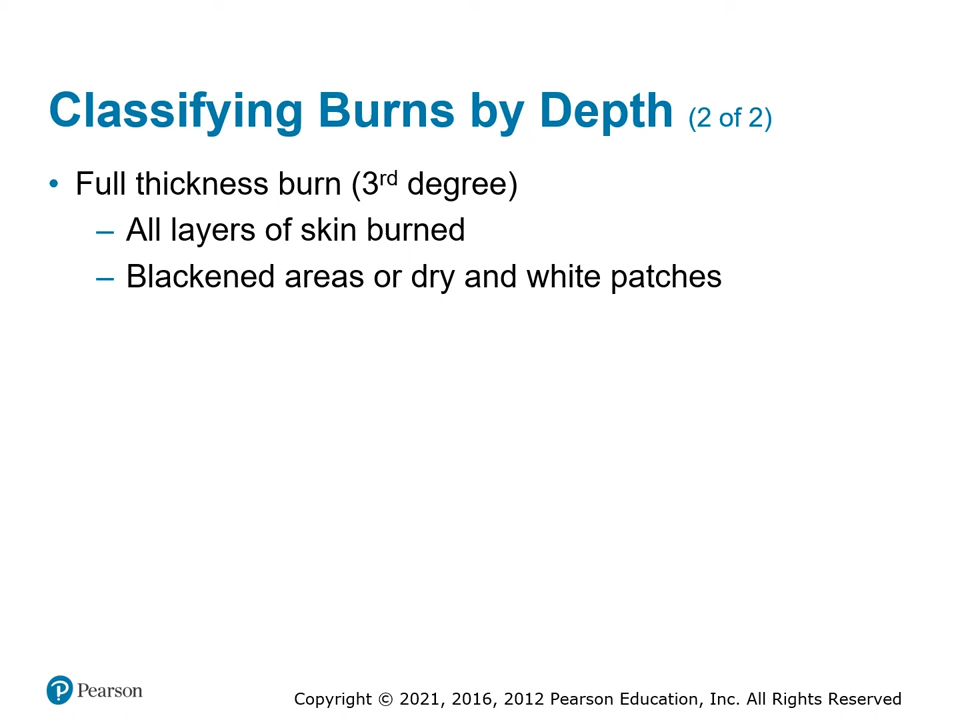 Classifying Burns by Depth (2 of 2)
• Full thickness burn (3rd degree)
– All layers of skin burned
– Blackened areas or dry and white patches
Pearson
Copyright © 2021, 2016, 2012 Pearson Education, Inc. All Rights Reserved